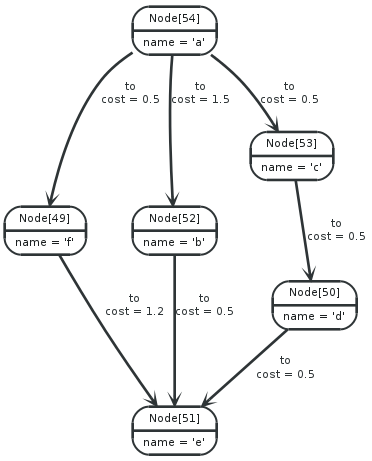 Node[54]
name = 'a'
to
cost = 0.5
to
cost = 1.5
to
cost = 0.5
Node[53]
name = 'c'
Node[49]
name = 'f'
Node[52]
name = 'b'
to
cost = 0.5
Node[50]
name = 'd'
to
cost = 1.2
to
cost = 0.5
to
cost = 0.5
Node[51]
name = 'e'